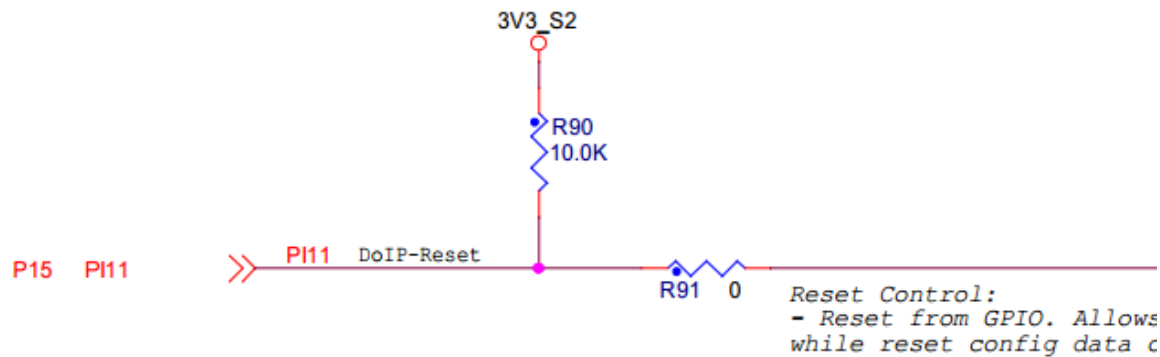 3V3_S2
R90
10.0K
P15 PI11 PI11 DoIP-Reset
R91 0
Reset Control:
- Reset from GPIO. Allows
while reset config data